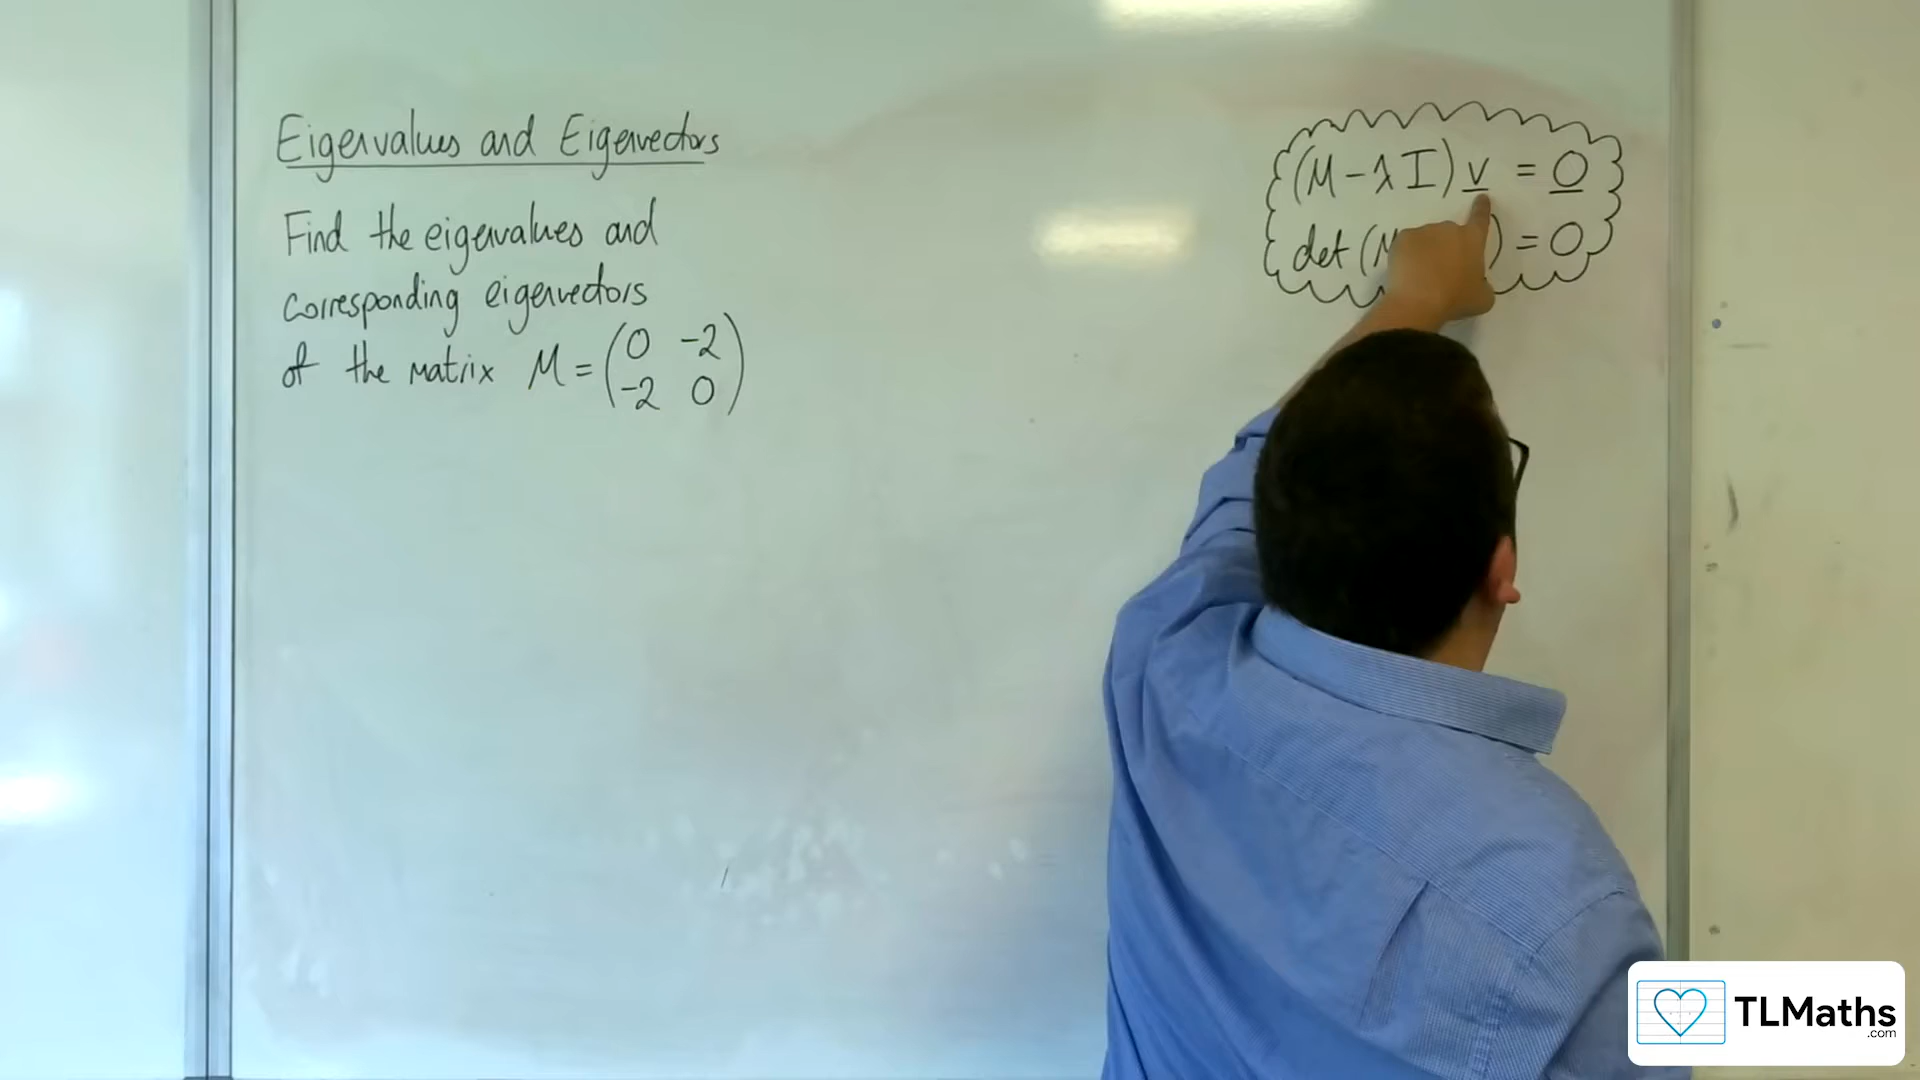 Eigenvalues and Eigenvectors
Find the eigenvalues and
corresponding eigenvectors
of the matrix M = (0 -2
-2 0)
(M - λI)v = 0
det(M ) = 0
TLMaths
.com